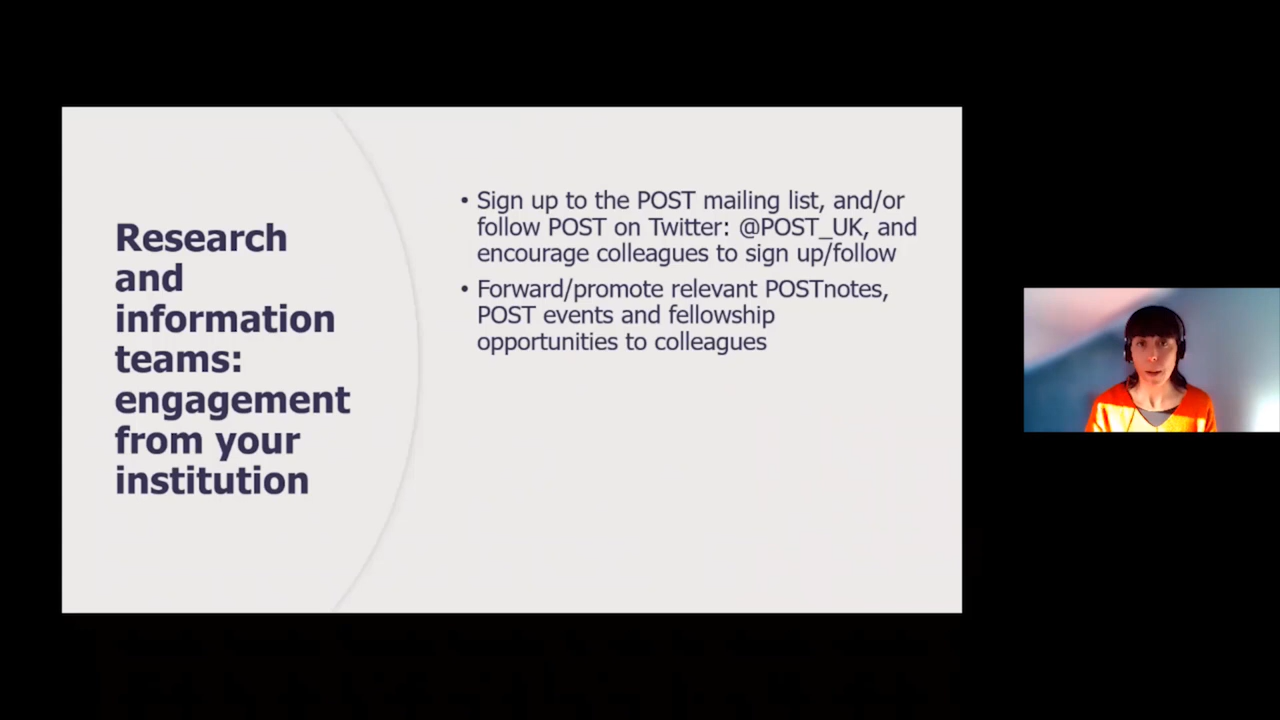 Research
and
information
teams:
engagement
from your
institution
• Sign up to the POST mailing list, and/or
follow POST on Twitter: @POST_UK, and
encourage colleagues to sign up/follow
• Forward/promote relevant POSTnotes,
POST events and fellowship
opportunities to colleagues